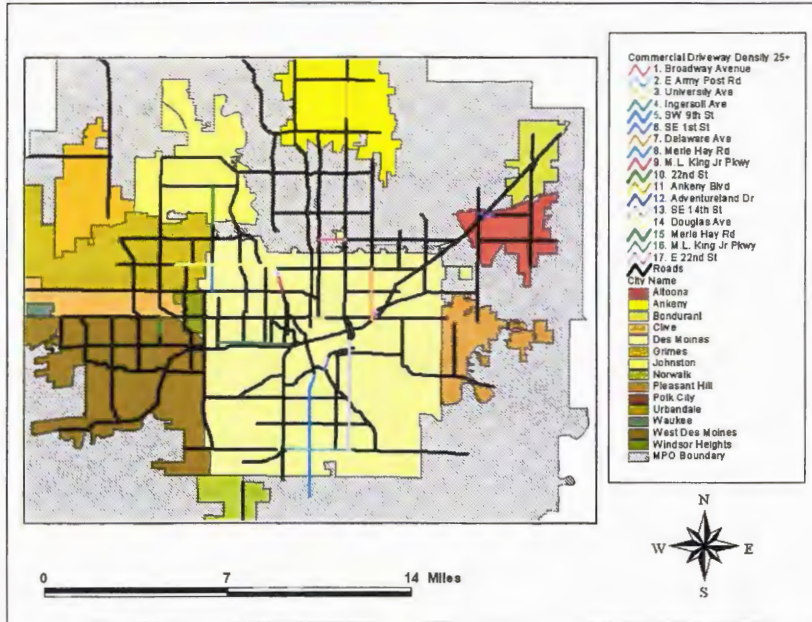 Commercial Driveway Density 25+
1. Broadway Avenue
2. E Army Post Rd
3. University Ave
4. Ingersoll Ave
5. SW 9th St
6. SE 1st St
7. Delaware Ave
8. Merle Hay Rd
9. M.L. King Jr Pkwy
10. 22nd St
11 Ankeny Blvd
12. Adventureland Dr
13. SE 14th St
14 Douglas Ave
15 Merle Hay Rd
16. M.L. King Jr Pkwy
17. E 22nd St
Roads
City Name
Altoona
Ankeny
Bondurant
Clive
Des Moines
Grimes
Johnston
Norwalk
Pleasant Hill
Polk City
Urbandale
Waukee
West Des Moines
Windsor Heights
MPO Boundary
N
W E
S
0 7 14 Miles